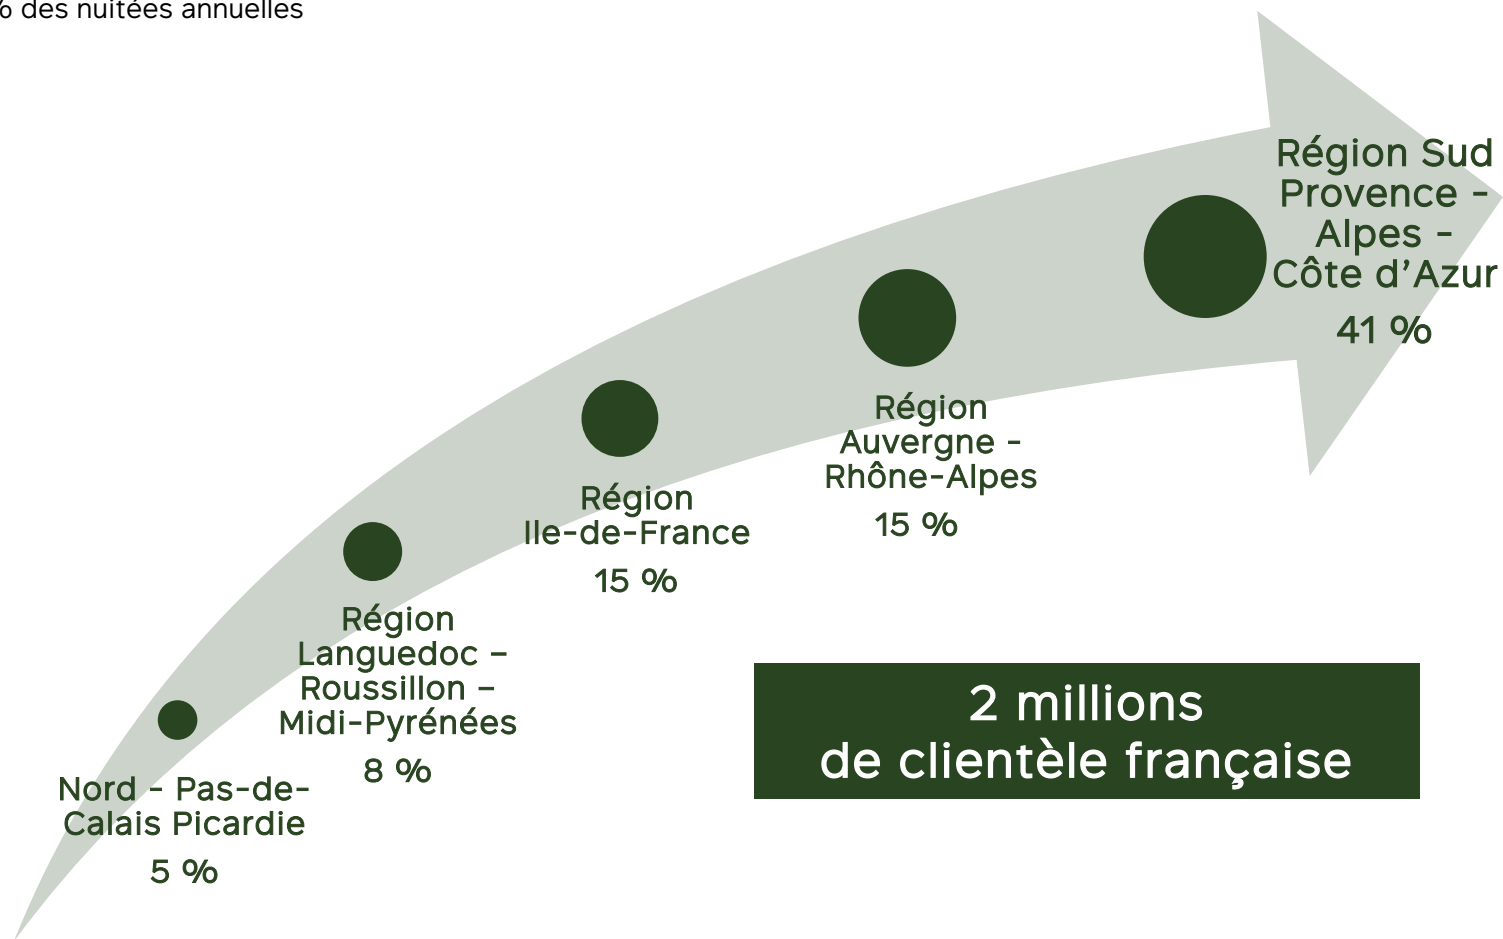 % des nuitées annuelles
Région Sud
Provence -
Alpes -
Côte d’Azur
41 %
Région
Auvergne -
Rhône-Alpes
15 %
Région
Ile-de-France
15 %
Région
Languedoc –
Roussillon –
Midi-Pyrénées
8 %
Nord - Pas-de-
Calais Picardie
5 %
2 millions
de clientèle française